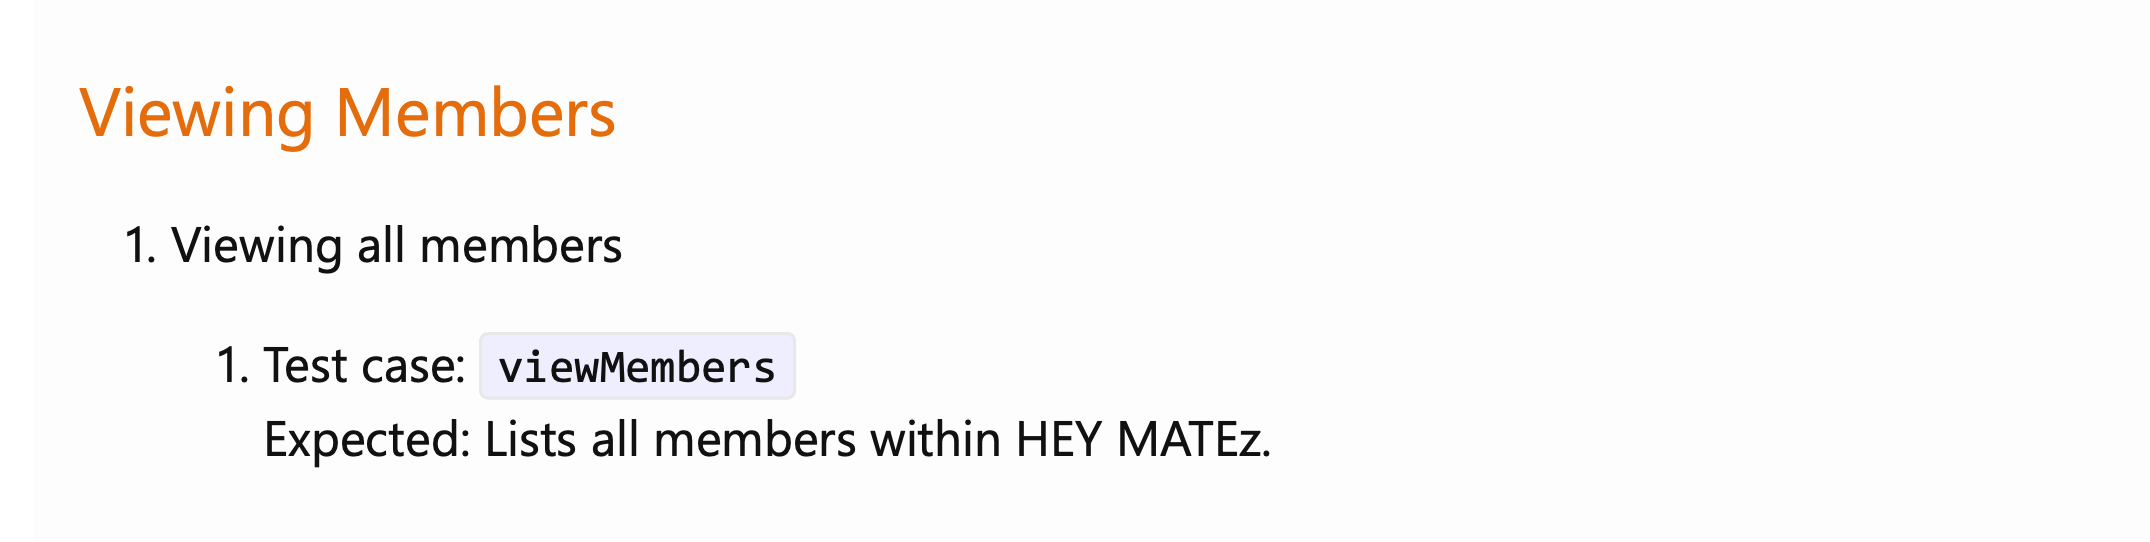 Viewing Members
1. Viewing all members
1. Test case: viewMembers
Expected: Lists all members within HEY MATEz.